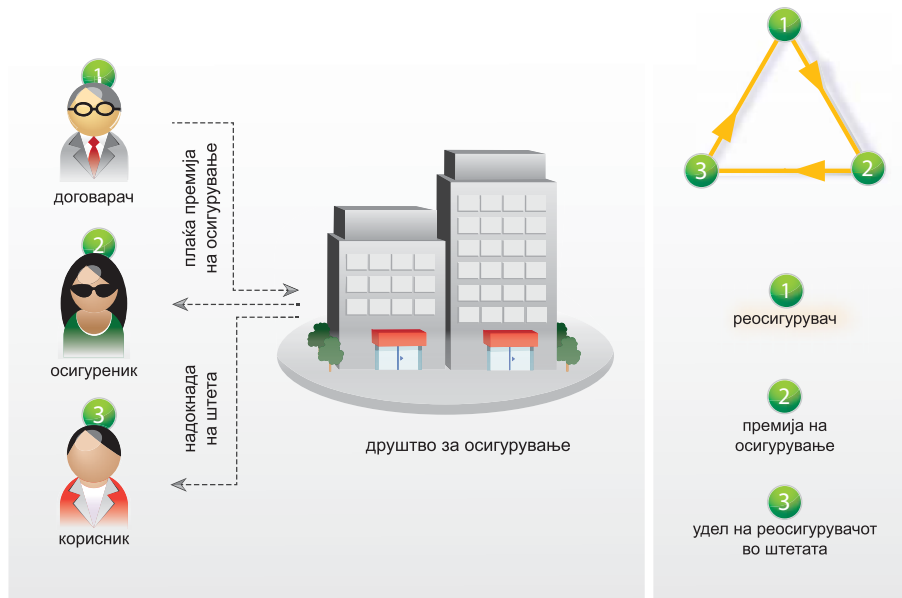 1
договарач
2
осигуреник
3
корисник
плаќа премија
на осигурување
надокнада
на штета
друштво за осигурување
1
3
2
1
реосигурувач
2
премија на
осигурување
3
удел на реосигурувачот
во штетата